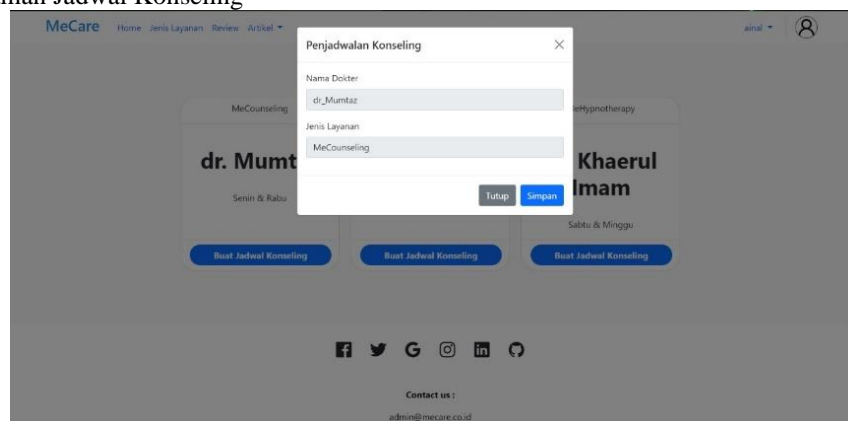 Jadwal Konseling
MeCare Home Jenis Layanan Review Artikel
ainal
Penjadwalan Konseling
Nama Dokter
dr_Mumtaz
Jenis Layanan
MeCounseling
Tutup Simpan
MeCounseling
dr. Mumt
Senin & Rabu
Buat Jadwal Konseling
Buat Jadwal Konseling
eHypnotherapy
Khaerul
Imam
Sabtu & Minggu
Buat Jadwal Konseling
Contact us :
admin@mecare.co.id